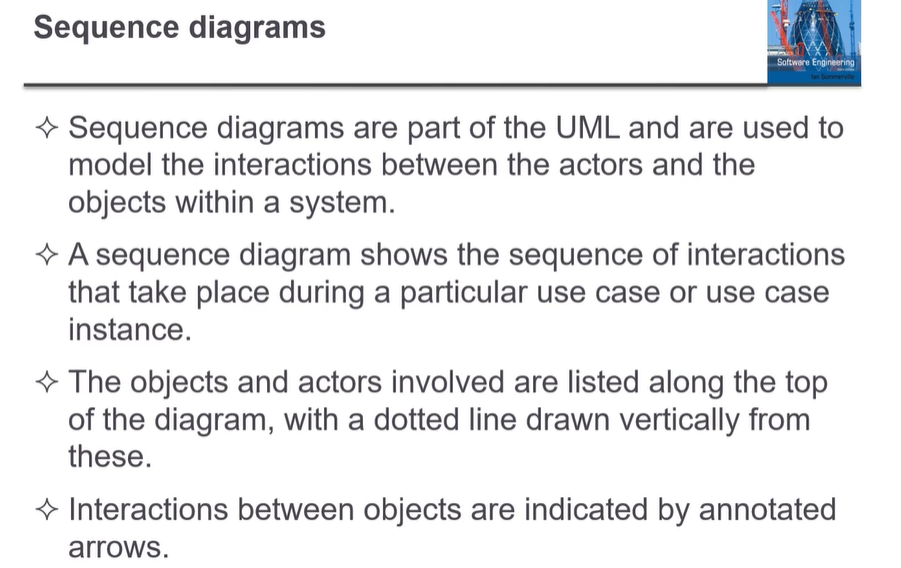 Sequence diagrams
Software Engineering
Ian Sommerville
✧ Sequence diagrams are part of the UML and are used to
model the interactions between the actors and the
objects within a system.
✧ A sequence diagram shows the sequence of interactions
that take place during a particular use case or use case
instance.
✧ The objects and actors involved are listed along the top
of the diagram, with a dotted line drawn vertically from
these.
✧ Interactions between objects are indicated by annotated
arrows.